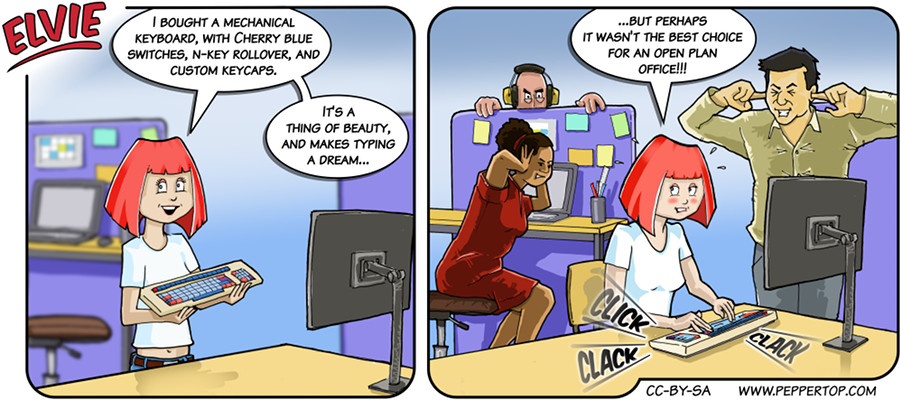 ELVIE
I BOUGHT A MECHANICAL
KEYBOARD, WITH CHERRY BLUE
SWITCHES, N-KEY ROLLOVER, AND
CUSTOM KEYCAPS.
IT'S A
THING OF BEAUTY,
AND MAKES TYPING
A DREAM...
...BUT PERHAPS
IT WASN'T THE BEST CHOICE
FOR AN OPEN PLAN
OFFICE!!!
CLICK
CLACK
CLACK
CC-BY-SA WWW.PEPPERTOP.COM